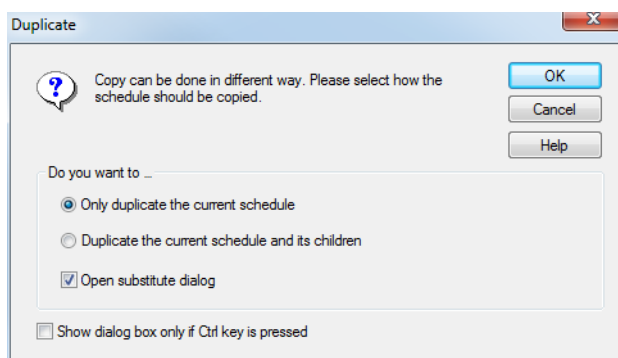 Duplicate
Copy can be done in different way. Please select how the
schedule should be copied.
OK
Cancel
Help
Do you want to ...
Only duplicate the current schedule
Duplicate the current schedule and its children
Open substitute dialog
Show dialog box only if Ctrl key is pressed